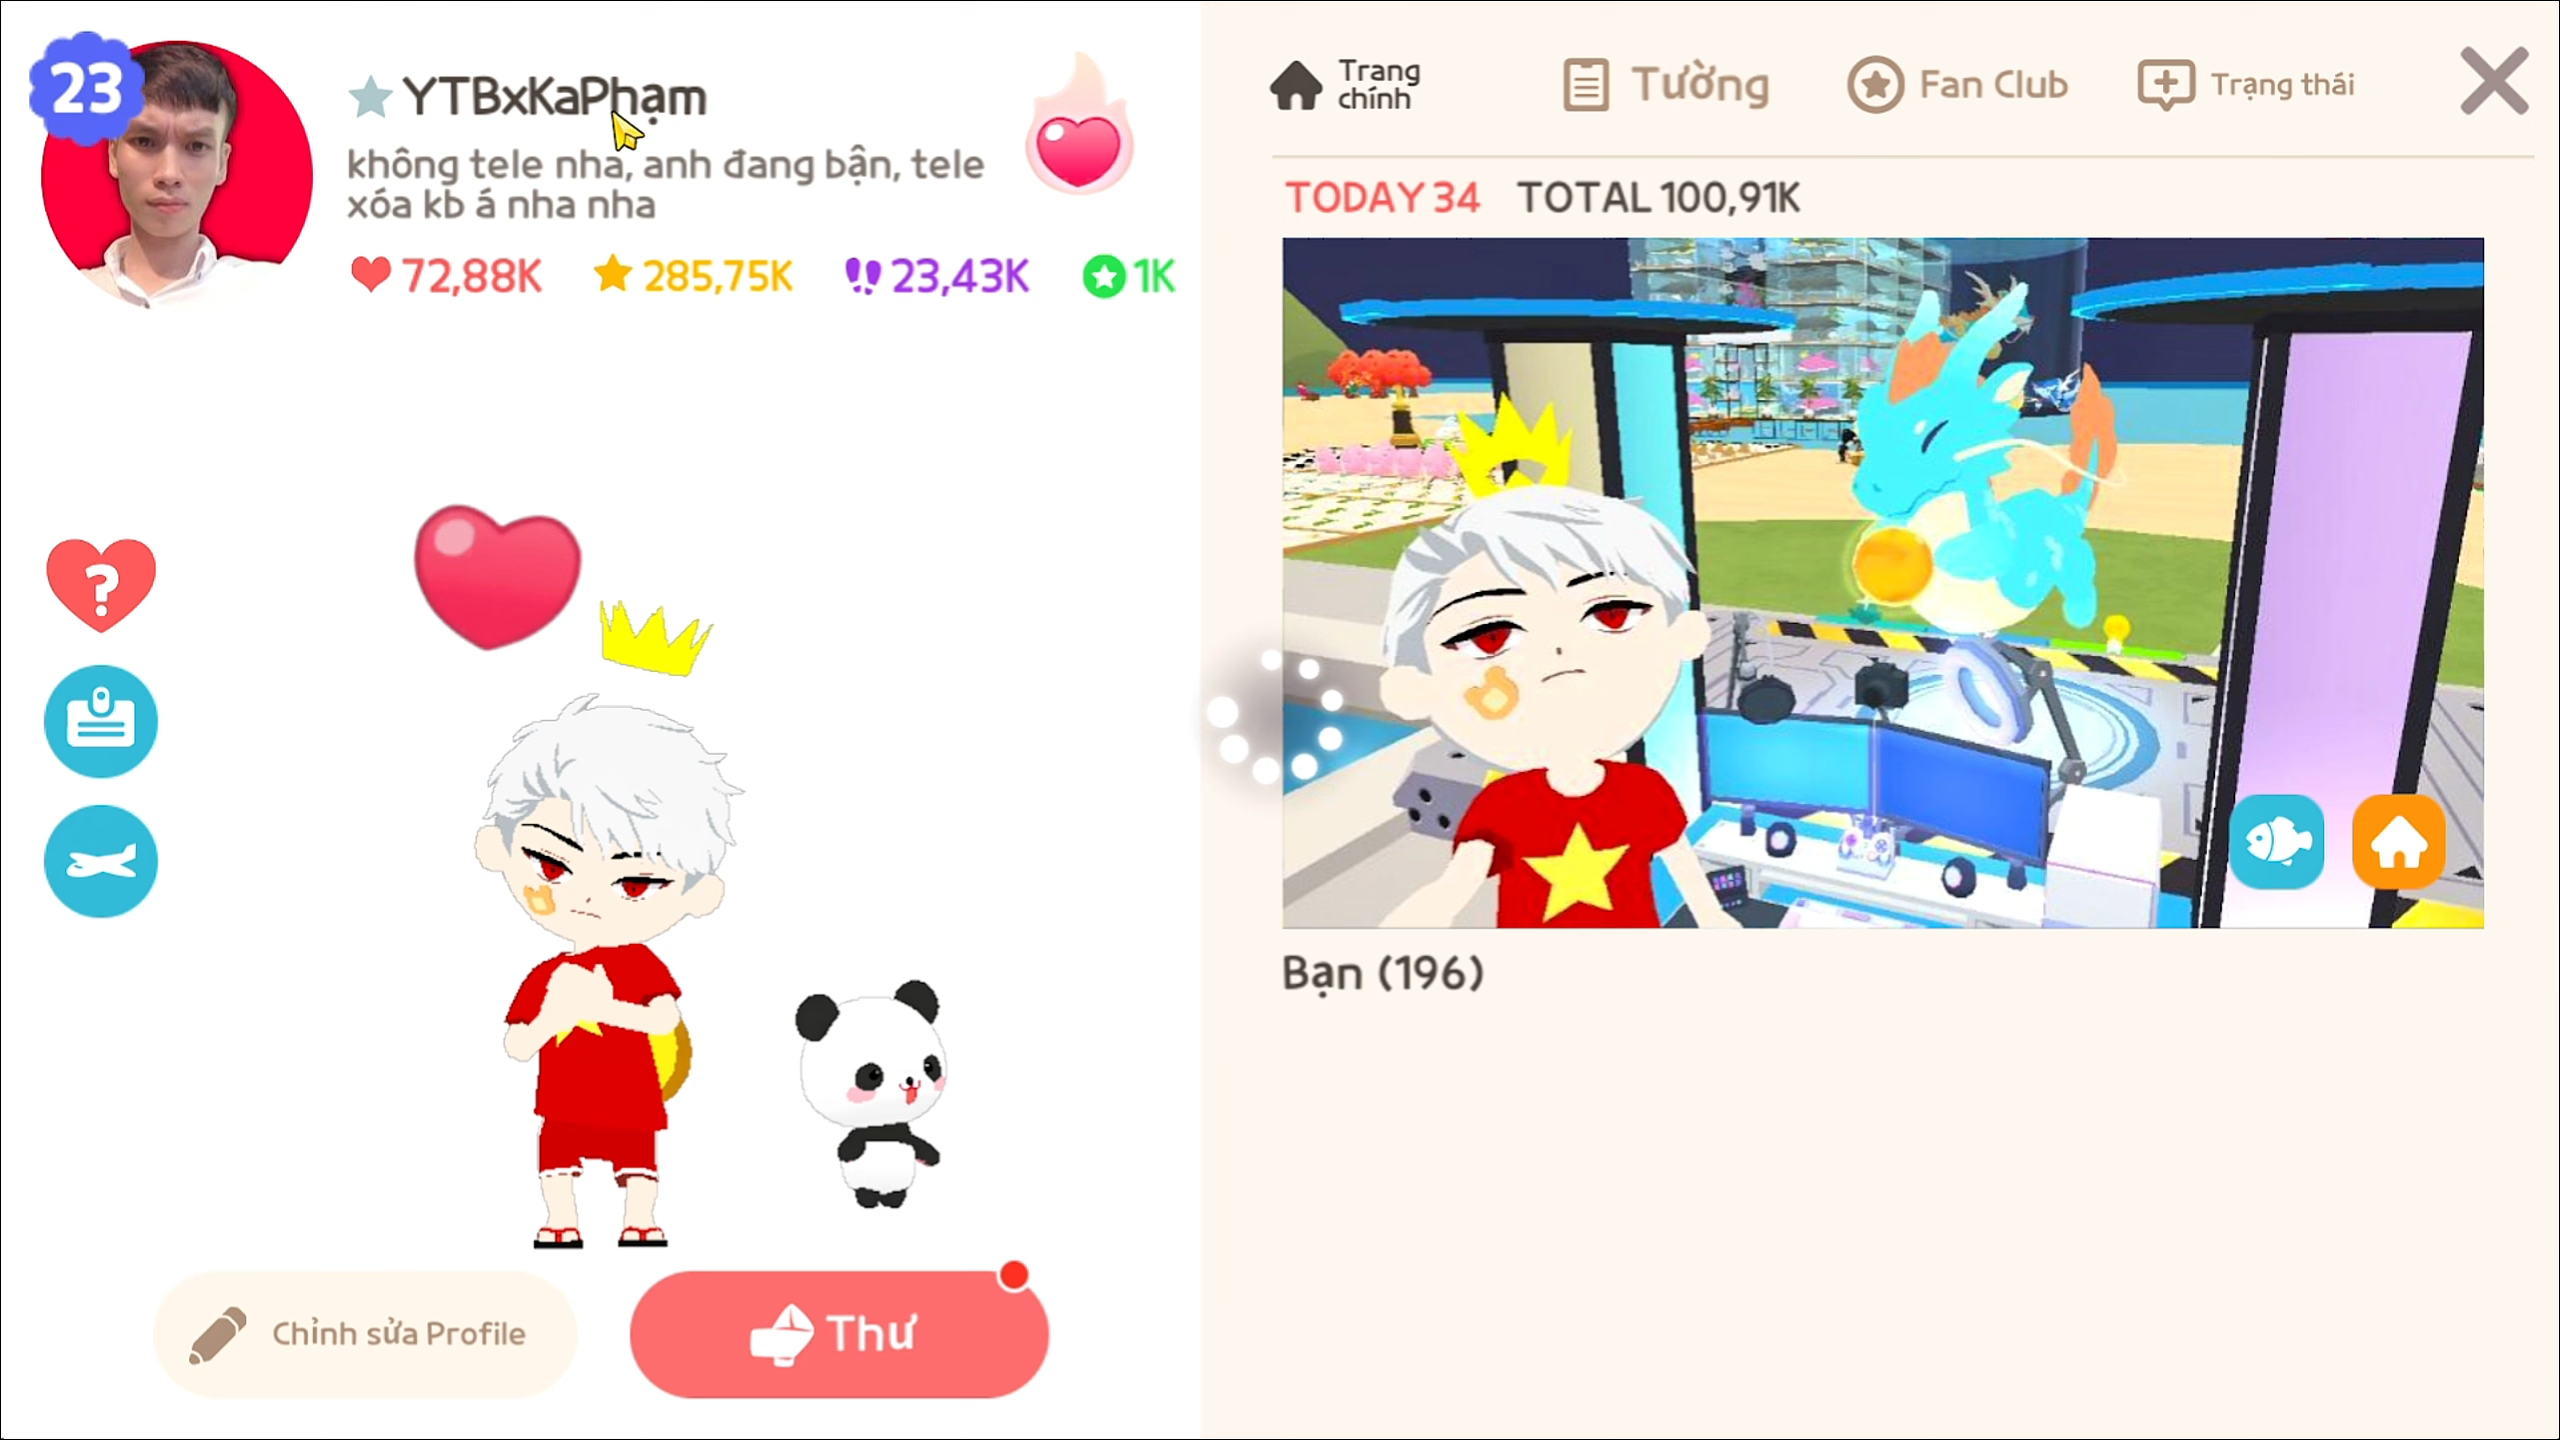 23
YTBxKaPhạm
không tele nha, anh đang bận, tele
xóa kb á nha nha
72,88K
285,75K
23,43K
1K
?
Chỉnh sửa Profile
Thư
Trang
chính
Tường
Fan Club
Trạng thái
TODAY 34 TOTAL 100,91K
Bạn (196)